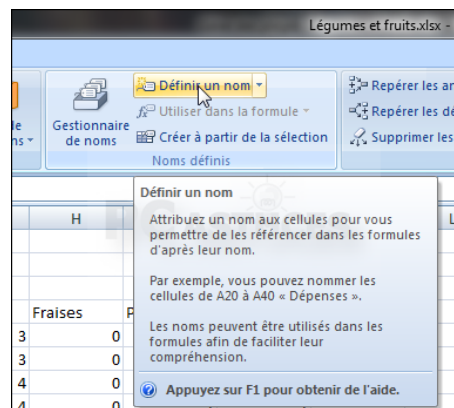 Légumes et fruits.xlsx -
Définir un nom
Repérer les an
le
Gestionnaire
Utiliser dans la formule
Repérer les dé
ns
de noms
Créer à partir de la sélection
Supprimer les
Noms définis
Définir un nom
H
L
Attribuez un nom aux cellules pour vous
permettre de les référencer dans les formules
d'après leur nom.
Par exemple, vous pouvez nommer les
cellules de A20 à A40 « Dépenses ».
Fraises
P
3
0
Les noms peuvent être utilisés dans les
formules afin de faciliter leur
3
0
compréhension.
4
0
Appuyez sur F1 pour obtenir de l'aide.
4
0